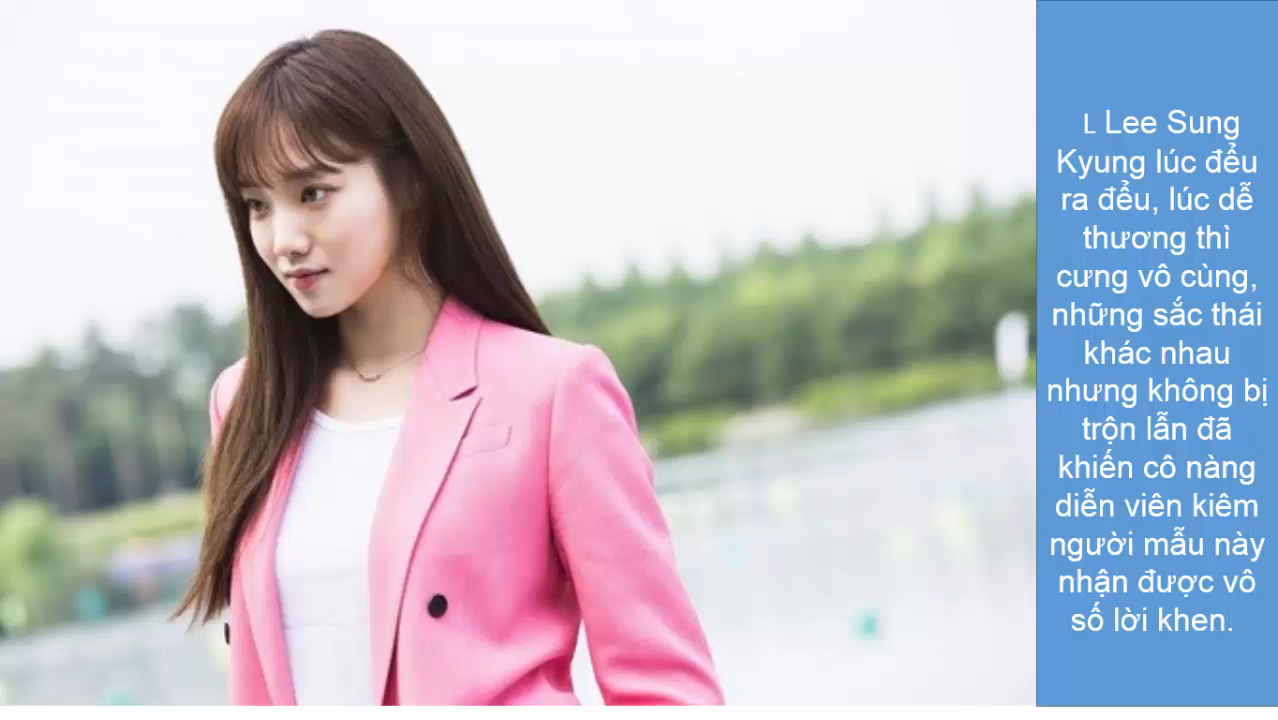 L Lee Sung
Kyung lúc đểu
ra đểu, lúc dễ
thương thì
cưng vô cùng,
những sắc thái
khác nhau
nhưng không bị
trộn lẫn đã
khiến cô nàng
diễn viên kiêm
người mẫu này
nhận được vô
số lời khen.